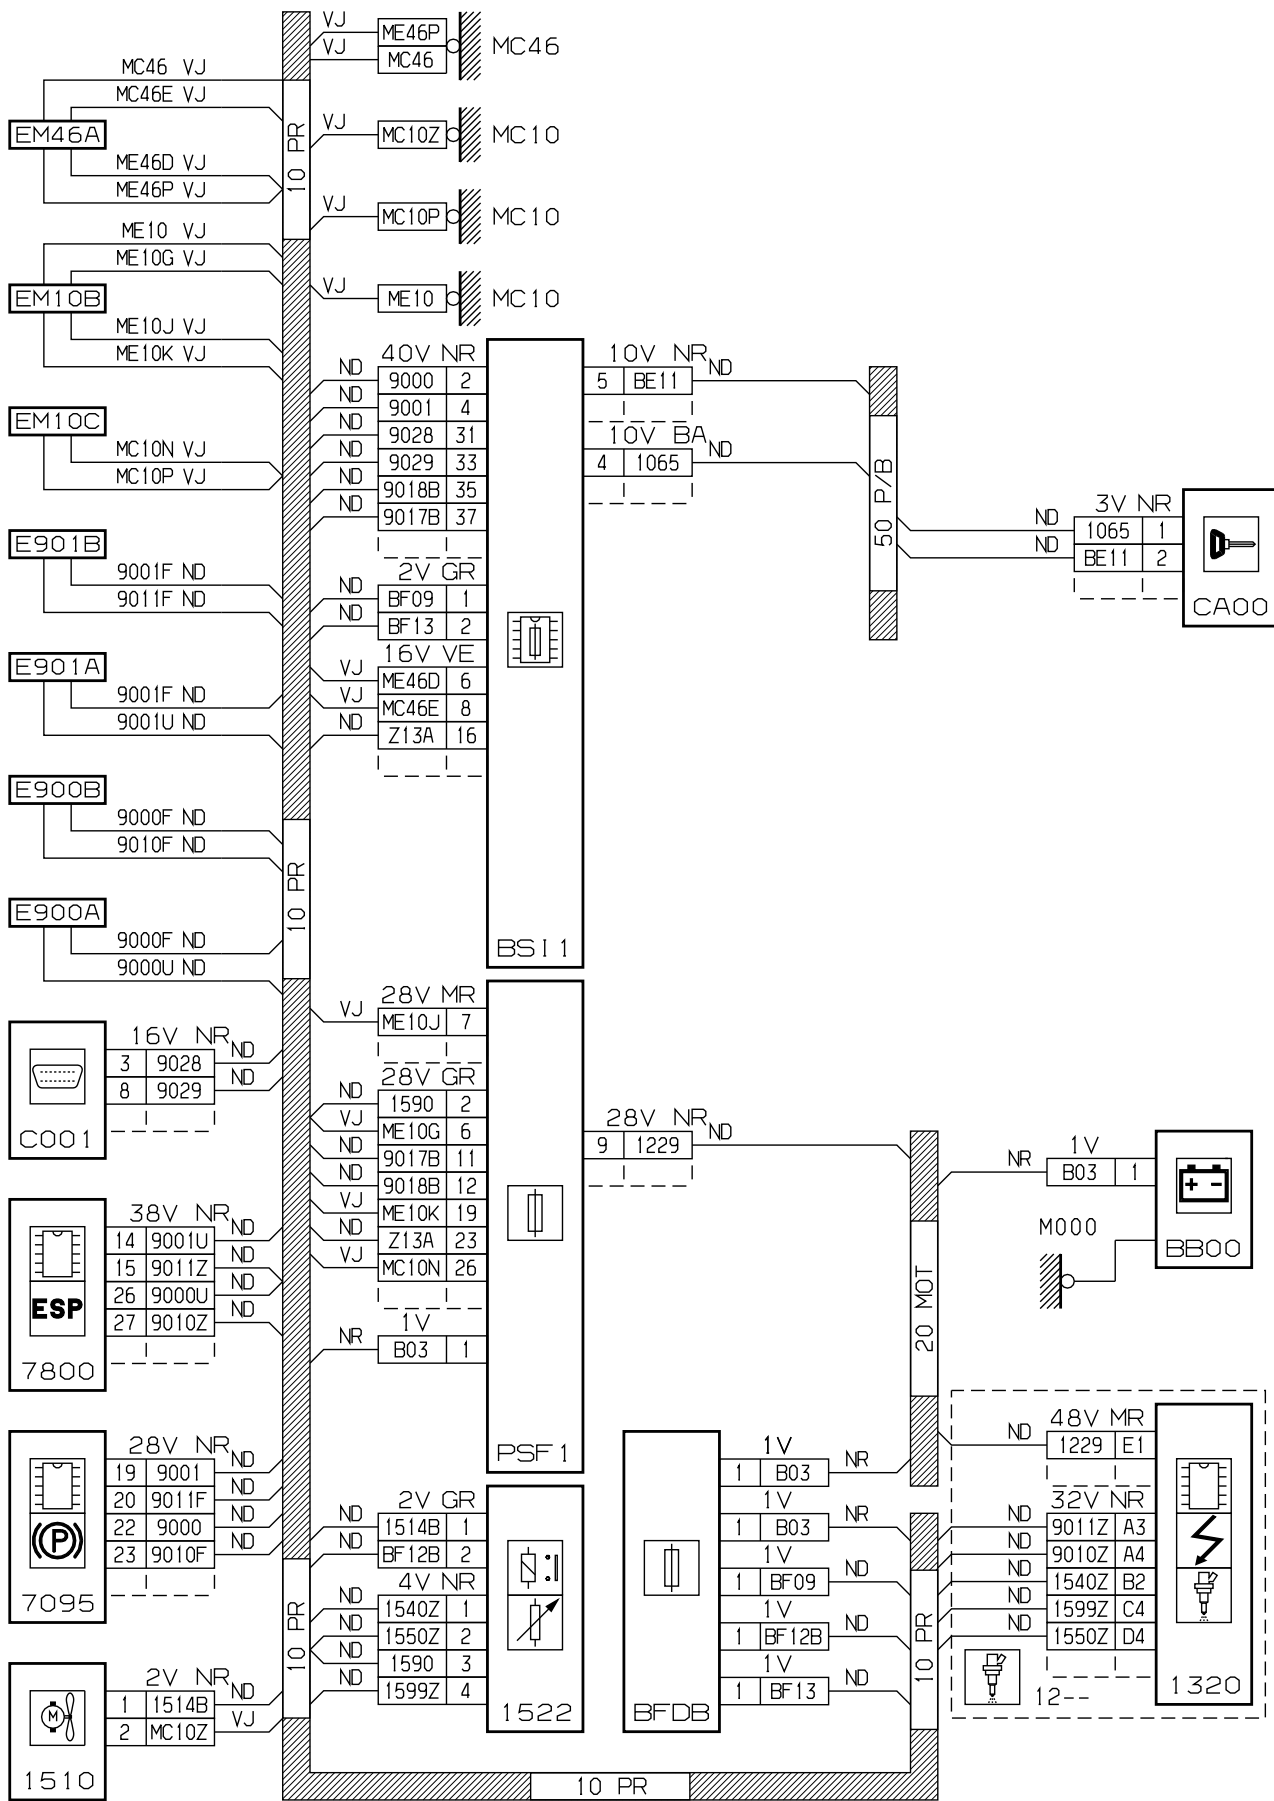 VJ
ME46P
VJ
MC46
MC46
MC46 VJ
MC46E VJ
EM46A
ME46D VJ
ME46P VJ
10 PR
VJ
MC10Z
MC10
VJ
MC10P
MC10
ME10 VJ
ME10G VJ
EM10B
ME10J VJ
ME10K VJ
VJ
ME10
MC10
EM10C
MC10N VJ
MC10P VJ
E901B
9001F ND
9011F ND
E901A
9001F ND
9001U ND
E900B
9000F ND
9010F ND
10 PR
E900A
9000F ND
9000U ND
40V NR
ND 9000 2
ND 9001 4
ND 9028 31
ND 9029 33
ND 9018B 35
ND 9017B 37
2V GR
ND BF09 1
ND BF13 2
16V VE
VJ ME46D 6
VJ MC46E 8
ND Z13A 16
BSI1
10V NR
5 BE11 ND
10V BA
4 1065 ND
50 P/B
3V NR
ND 1065 1
ND BE11 2
CA00
16V NR
3 9028 ND
8 9029 ND
C001
38V NR
14 9001U ND
15 9011Z ND
26 9000U ND
27 9010Z ND
ESP
7800
28V NR
19 9001 ND
20 9011F ND
22 9000 ND
23 9010F ND
P
7095
2V NR
1 1514B ND
2 MC10Z VJ
M
1510
28V MR
VJ ME10J 7
28V GR
ND 1590 2
VJ ME10G 6
ND 9017B 11
ND 9018B 12
VJ ME10K 19
ND Z13A 23
VJ MC10N 26
1V
NR B03 1
PSF1
28V NR
9 1229 ND
20 MOT
1V
NR B03 1
+ -
M000
BB00
10 PR
2V GR
ND 1514B 1
ND BF12B 2
4V NR
ND 1540Z 1
ND 1550Z 2
ND 1590 3
ND 1599Z 4
1522
1V
1 B03 NR
1V
1 B03 NR
1V
1 BF09 ND
1V
1 BF12B ND
1V
1 BF13 ND
BFDB
10 PR
48V MR
ND 1229 E1
32V NR
ND 9011Z A3
ND 9010Z A4
ND 1540Z B2
ND 1599Z C4
ND 1550Z D4
12--
1320
10 PR